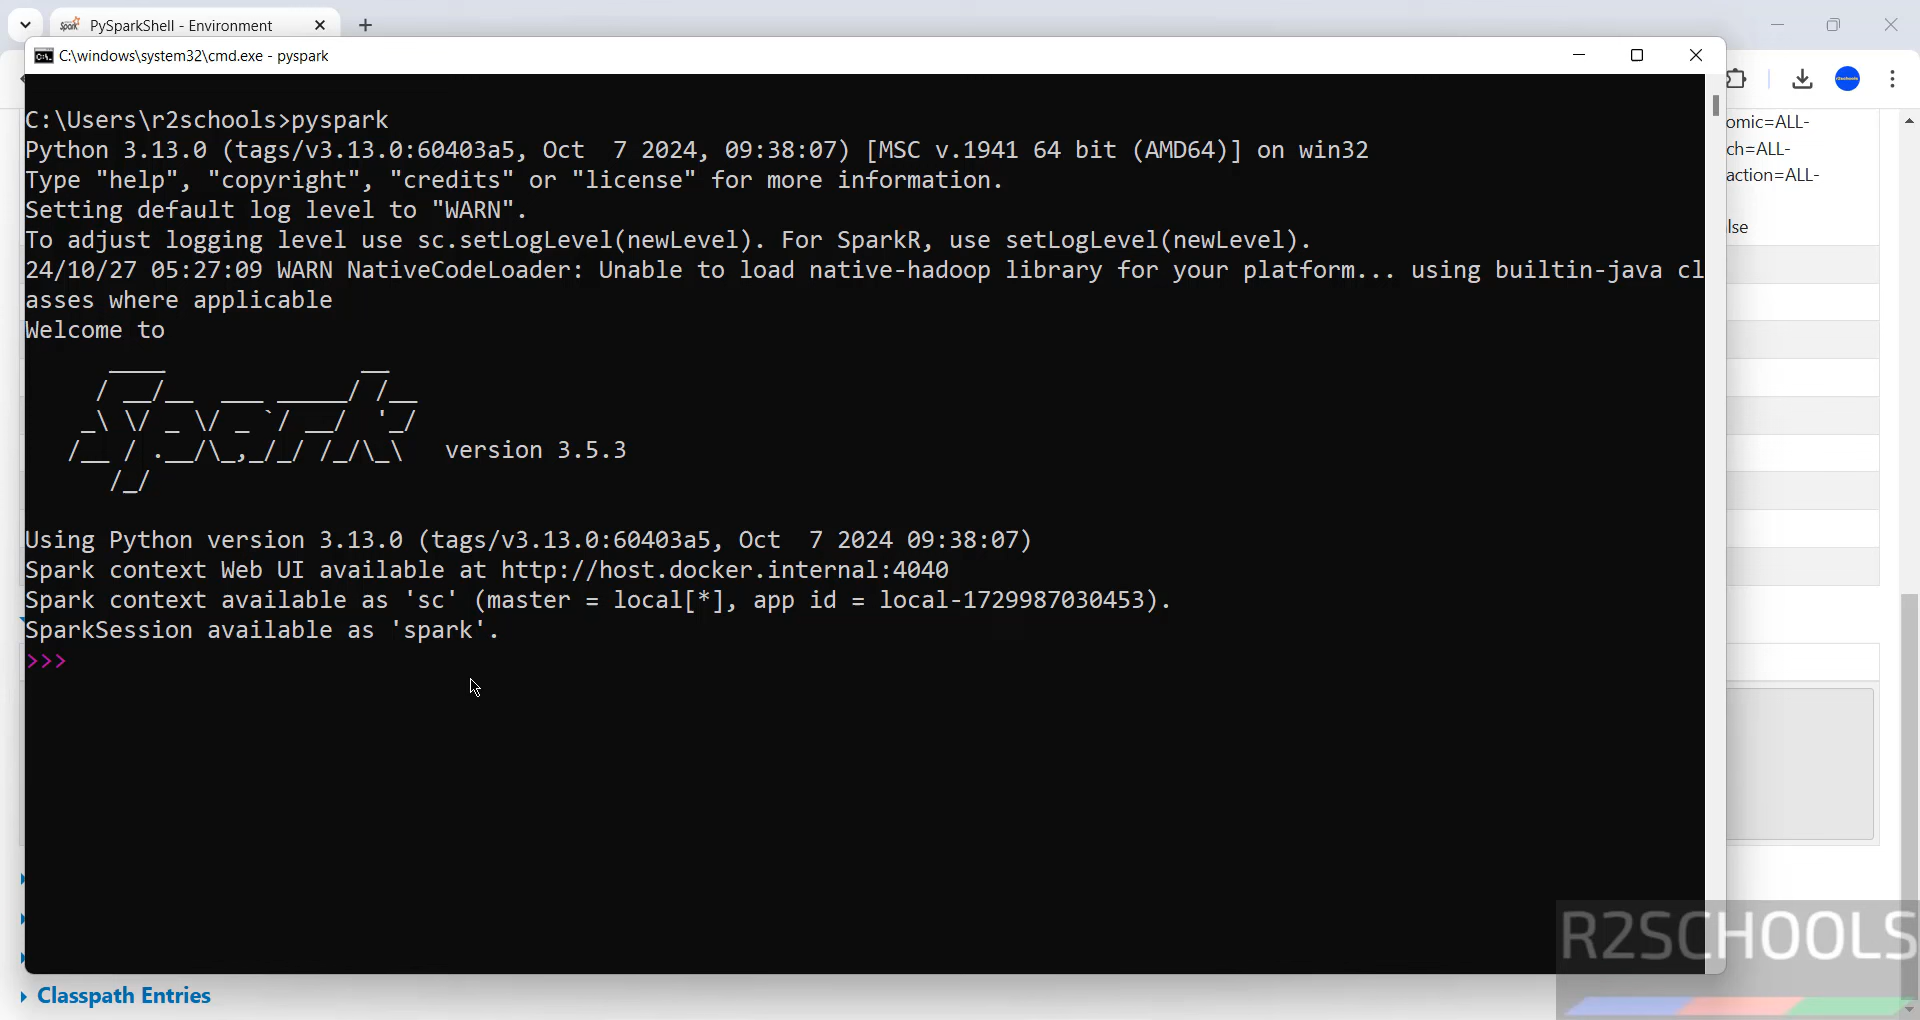 Spark PySparkShell - Environment
C:\windows\system32\cmd.exe - pyspark
C:\Users\r2schools>pyspark
Python 3.13.0 (tags/v3.13.0:60403a5, Oct  7 2024, 09:38:07) [MSC v.1941 64 bit (AMD64)] on win32
Type "help", "copyright", "credits" or "license" for more information.
Setting default log level to "WARN".
To adjust logging level use sc.setLogLevel(newLevel). For SparkR, use setLogLevel(newLevel).
24/10/27 05:27:09 WARN NativeCodeLoader: Unable to load native-hadoop library for your platform... using builtin-java cl
asses where applicable
Welcome to
Spark version 3.5.3
Using Python version 3.13.0 (tags/v3.13.0:60403a5, Oct  7 2024 09:38:07)
Spark context Web UI available at http://host.docker.internal:4040
Spark context available as 'sc' (master = local[*], app id = local-1729987030453).
SparkSession available as 'spark'.
>>>
omic=ALL-
ch=ALL-
action=ALL-
lse
Classpath Entries
R2SCHOOLS